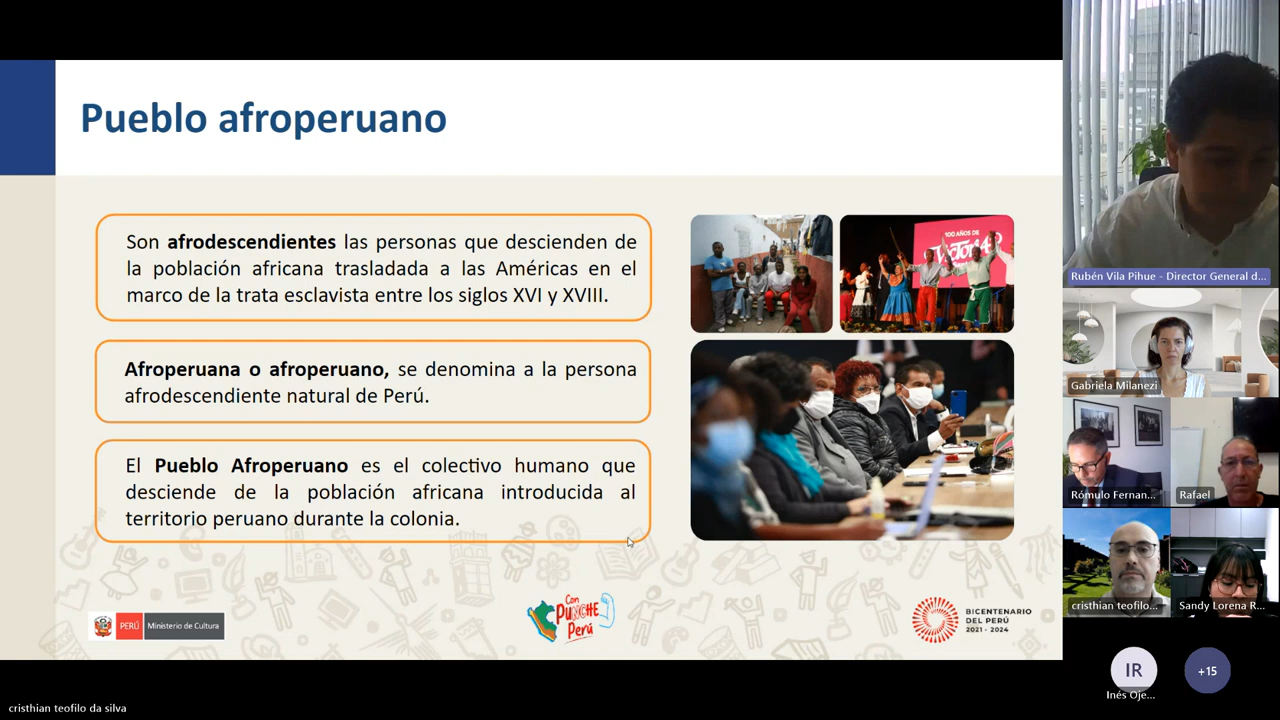 Pueblo afroperuano
Son afrodescendientes las personas que descienden de
la población africana trasladada a las Américas en el
marco de la trata esclavista entre los siglos XVI y XVIII.
Afroperuana o afroperuano, se denomina a la persona
afrodescendiente natural de Perú.
El Pueblo Afroperuano es el colectivo humano que
desciende de la población africana introducida al
territorio peruano durante la colonia.
100 AÑOS DE
PERÚ
Ministerio de Cultura
Con
PUNCHE
Perú
BICENTENARIO
DEL PERÚ
2021 - 2024
Rubén Vila Pihue - Director General d...
Gabriela Milanezi
Rómulo Fernan...
Rafael
cristhian teofilo...
Sandy Lorena R...
IR
Inés Oje...
+15
cristhian teofilo da silva